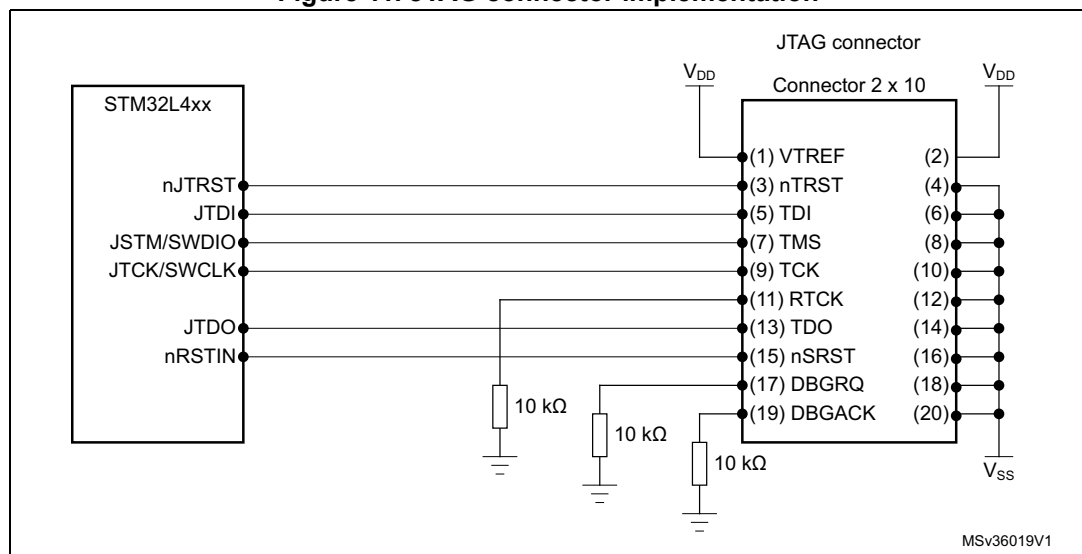 Figure JTAG connector implementation
JTAG connector
VDD
VDD
Connector 2 x 10
STM32L4xx
(1) VTREF (2)
nJTRST (3) nTRST (4)
JTDI (5) TDI (6)
JSTM/SWDIO (7) TMS (8)
JTCK/SWCLK (9) TCK (10)
(11) RTCK (12)
JTDO (13) TDO (14)
nRSTIN (15) nSRST (16)
(17) DBGRQ (18)
10 kΩ
(19) DBGACK (20)
10 kΩ
10 kΩ
VSS
MSv36019V1